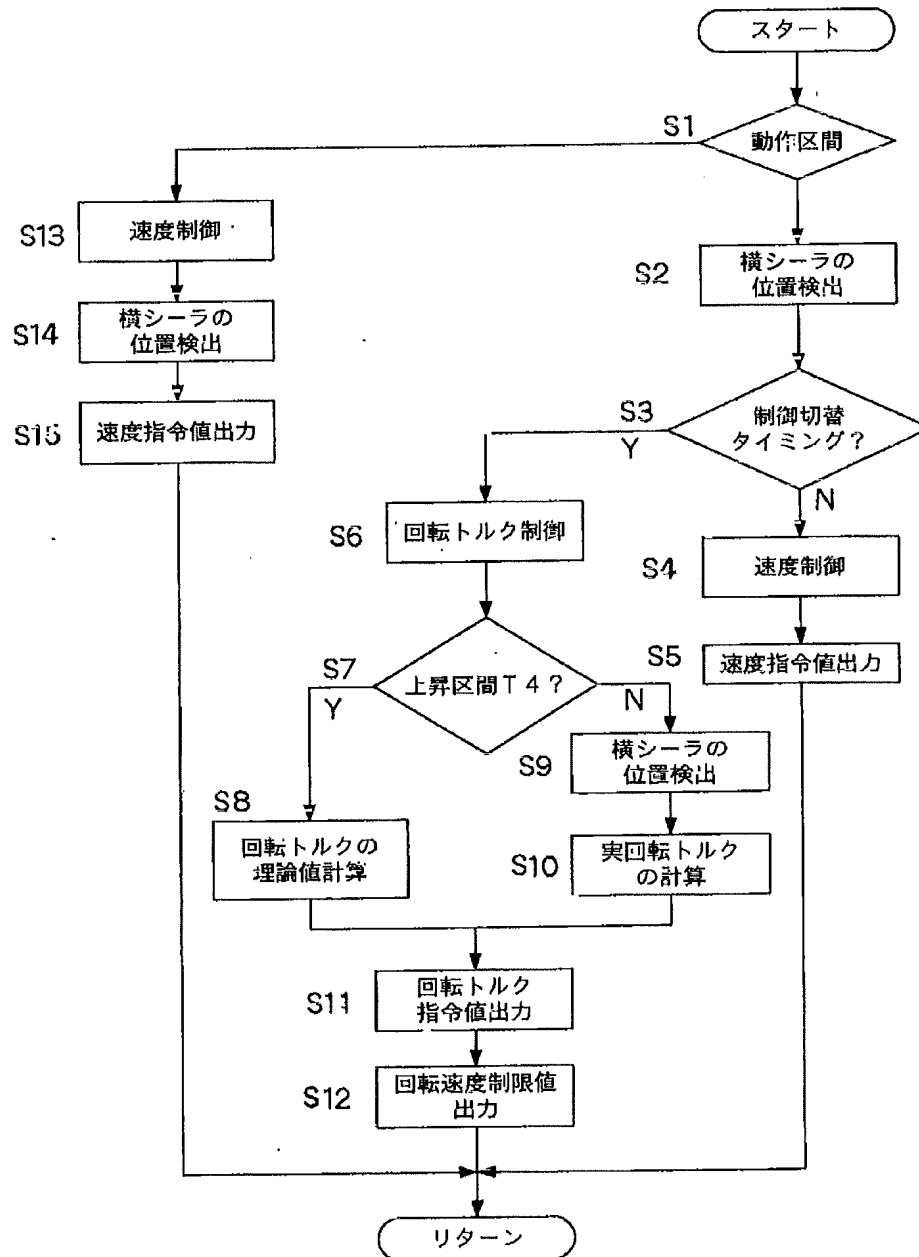 スタート
S1
動作区間
S13
速度制御
S2
横シーラの
位置検出
S14
横シーラの
位置検出
S3
Y
制御切替
タイミング?
N
S15
速度指令値出力
S6
回転トルク制御
S4
速度制御
S7
Y
上昇区間T4?
N
S5
速度指令値出力
S9
横シーラの
位置検出
S8
回転トルクの
理論値計算
S10
実回転トルク
の計算
S11
回転トルク
指令値出力
S12
回転速度制限値
出力
リターン